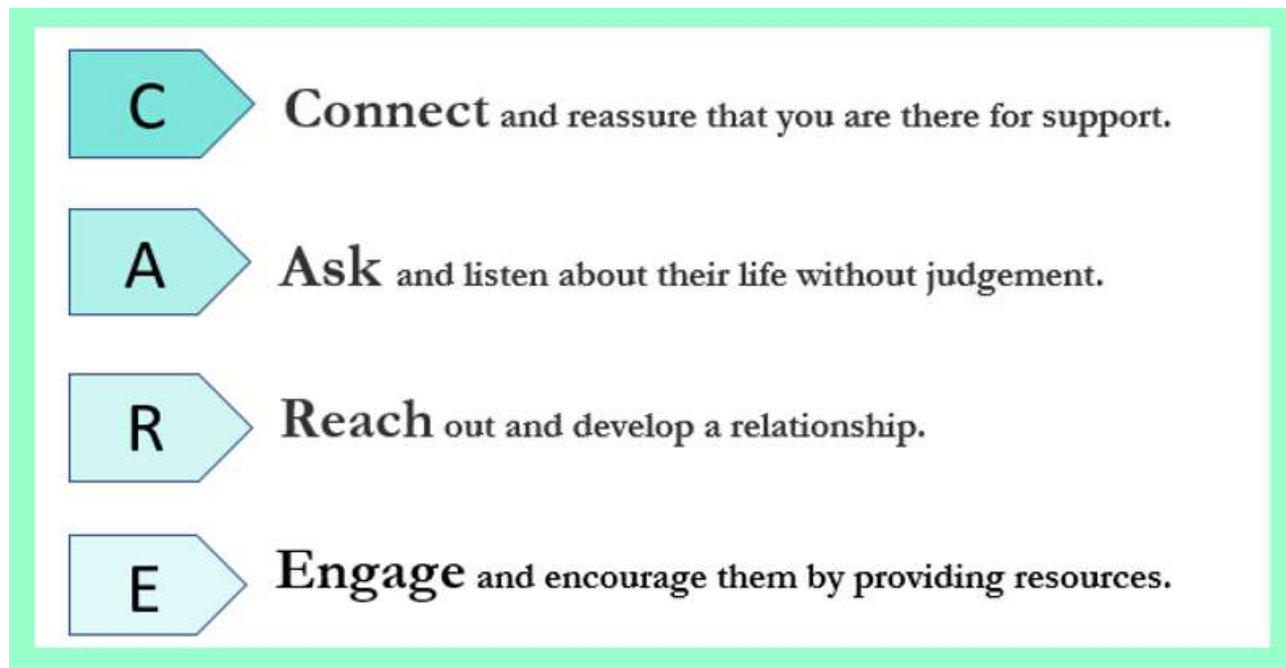 C
Connect and reassure that you are there for support.
A
Ask and listen about their life without judgement.
R
Reach out and develop a relationship.
E
Engage and encourage them by providing resources.